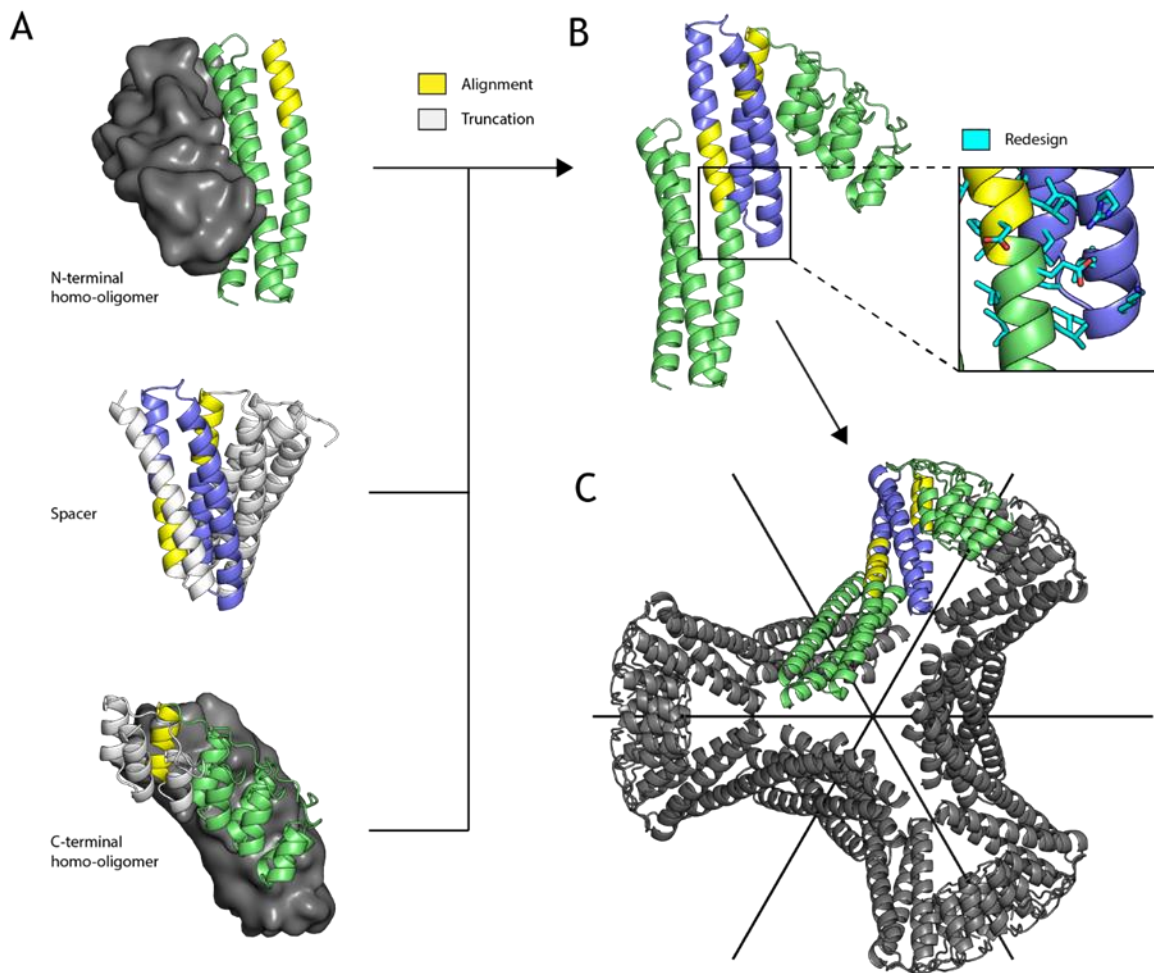 A
Alignment
Truncation
N-terminal
homo-oligomer
Spacer
C-terminal
homo-oligomer
B
Redesign
C